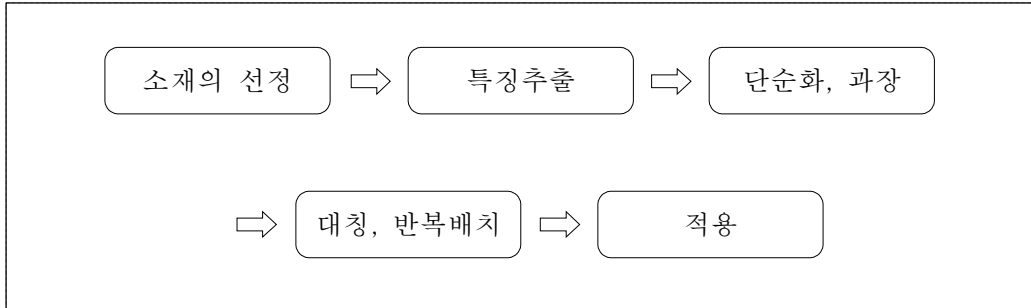 소재의 선정 ⇨ 특징추출 ⇨ 단순화, 과장
⇨ 대칭, 반복배치 ⇨ 적용